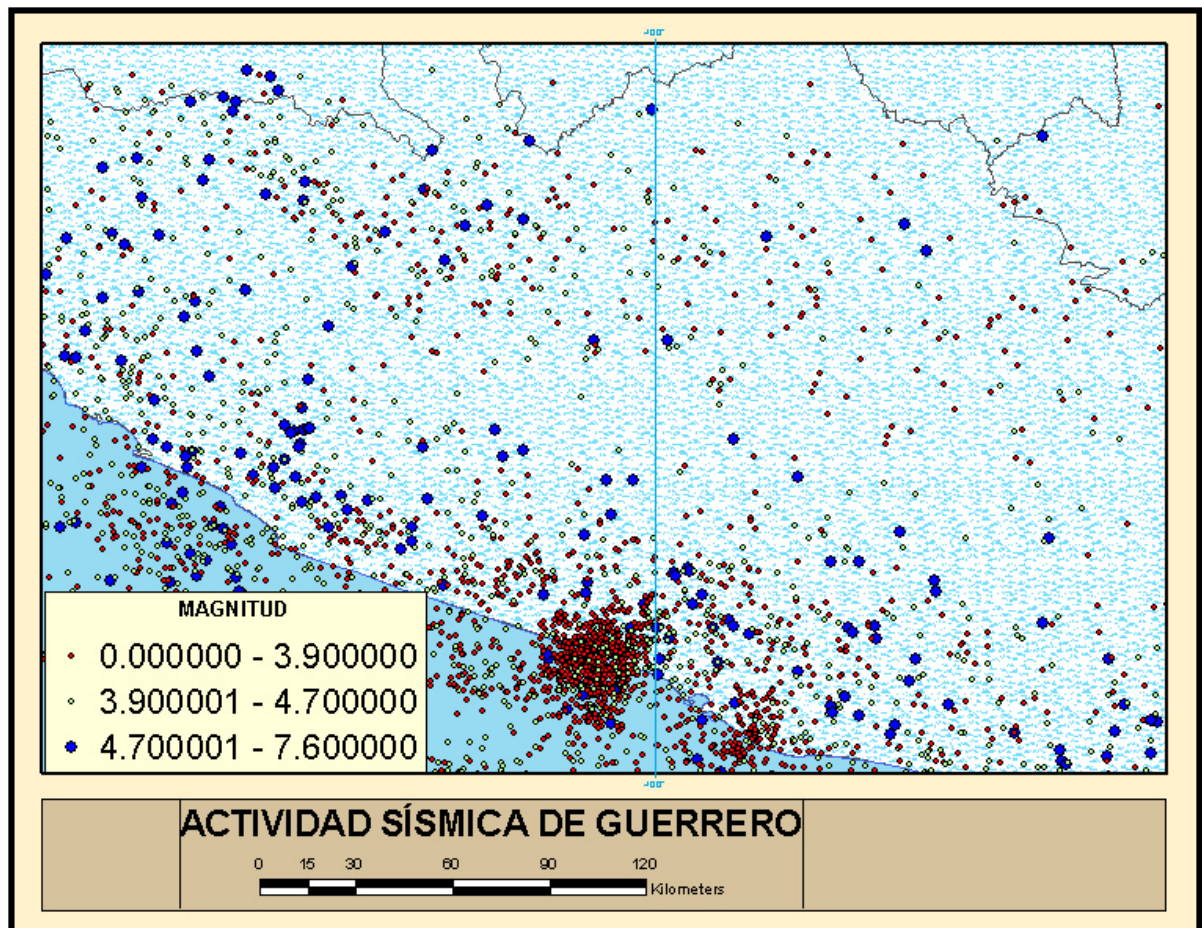 MAGNITUD
0.000000 - 3.900000
3.900001 - 4.700000
4.700001 - 7.600000
ACTIVIDAD SÍSMICA DE GUERRERO
0 15 30 60 90 120
Kilometers